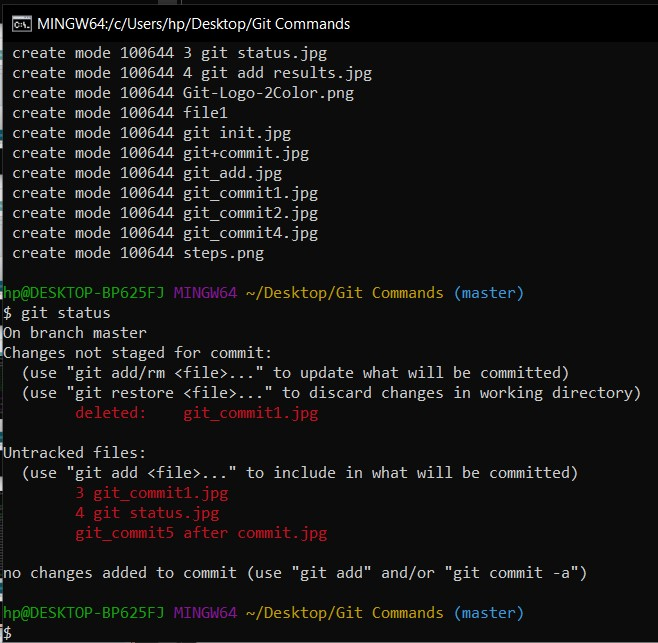 MINGW64:/c/Users/hp/Desktop/Git Commands
create mode 100644 3 git status.jpg
create mode 100644 4 git add results.jpg
create mode 100644 Git-Logo-2Color.png
create mode 100644 file1
create mode 100644 git init.jpg
create mode 100644 git+commit.jpg
create mode 100644 git_add.jpg
create mode 100644 git_commit1.jpg
create mode 100644 git_commit2.jpg
create mode 100644 git_commit4.jpg
create mode 100644 steps.png
hp@DESKTOP-BP625FJ MINGW64 ~/Desktop/Git Commands (master)
$ git status
On branch master
Changes not staged for commit:
(use "git add/rm <file>..." to update what will be committed)
(use "git restore <file>..." to discard changes in working directory)
deleted: git_commit1.jpg
Untracked files:
(use "git add <file>..." to include in what will be committed)
3 git_commit1.jpg
4 git status.jpg
git_commit5 after commit.jpg
no changes added to commit (use "git add" and/or "git commit -a")
hp@DESKTOP-BP625FJ MINGW64 ~/Desktop/Git Commands (master)
$